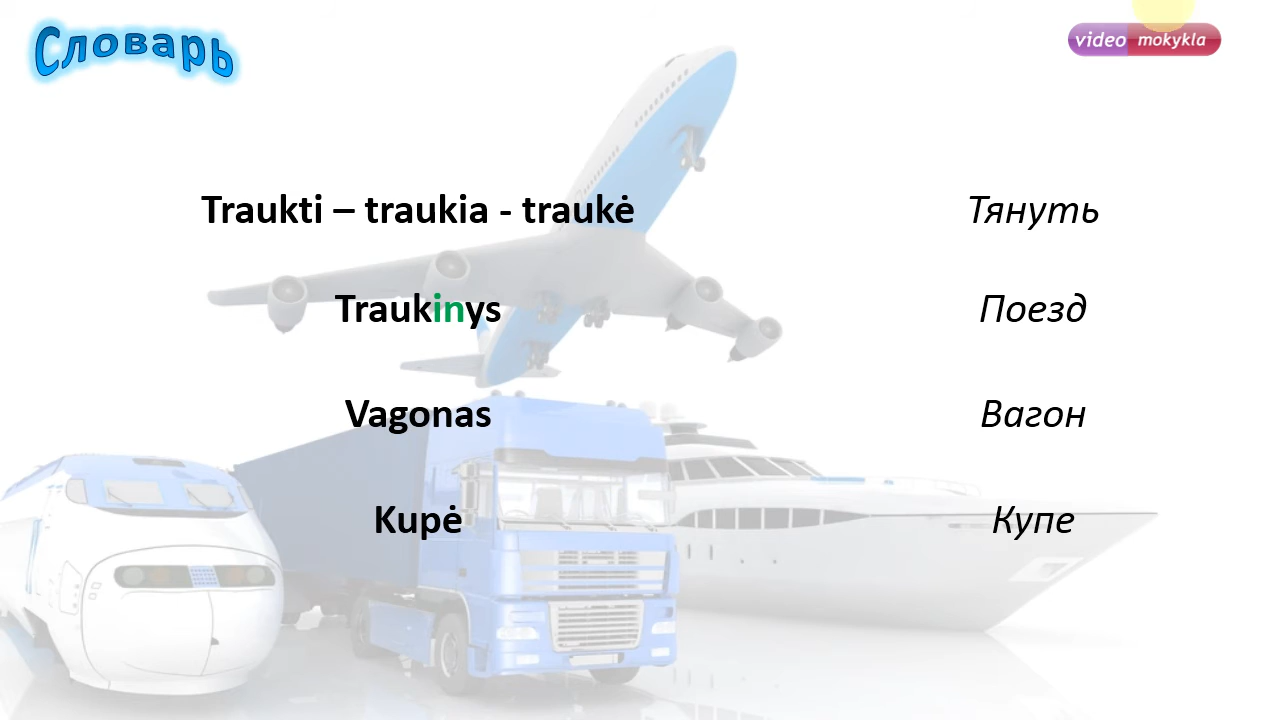 Словарь
video mokykla
Traukti – traukia - traukė Тянуть
Traukinys Поезд
Vagonas Вагон
Kupė Купе